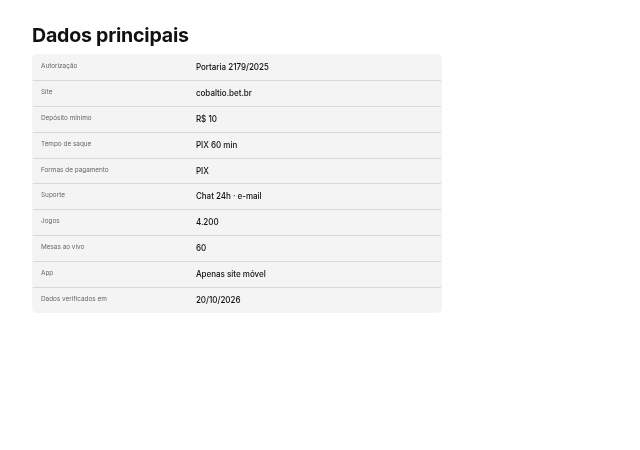 Dados principais
Autorização Portaria 2179/2025
Site cobaltio.bet.br
Depósito mínimo R$ 10
Tempo de saque PIX 60 min
Formas de pagamento PIX
Suporte Chat 24h · e-mail
Jogos 4.200
Mesas ao vivo 60
App Apenas site móvel
Dados verificados em 20/10/2026